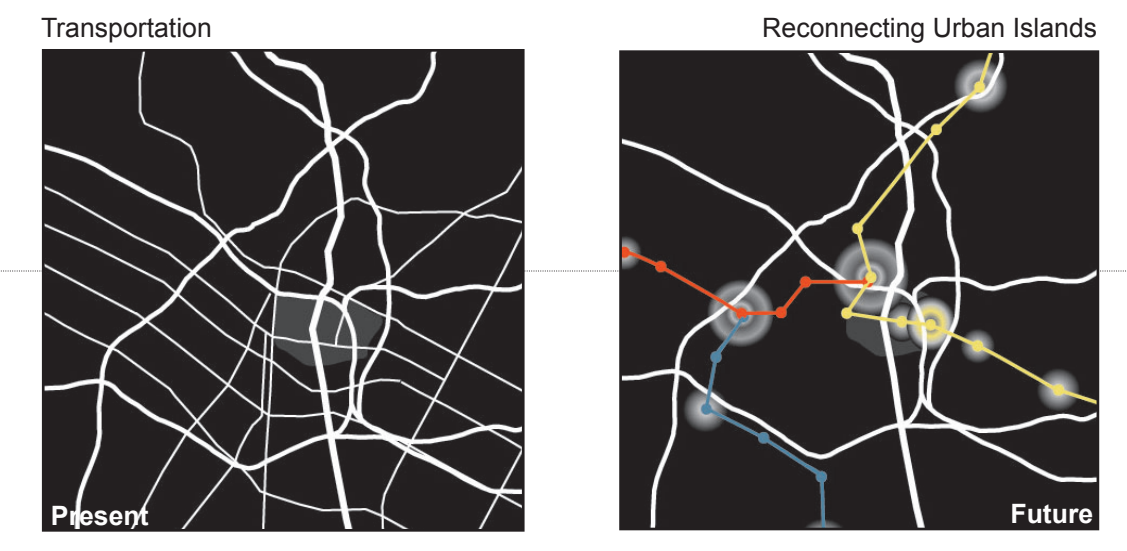 Transportation
Reconnecting Urban Islands
Present
Future